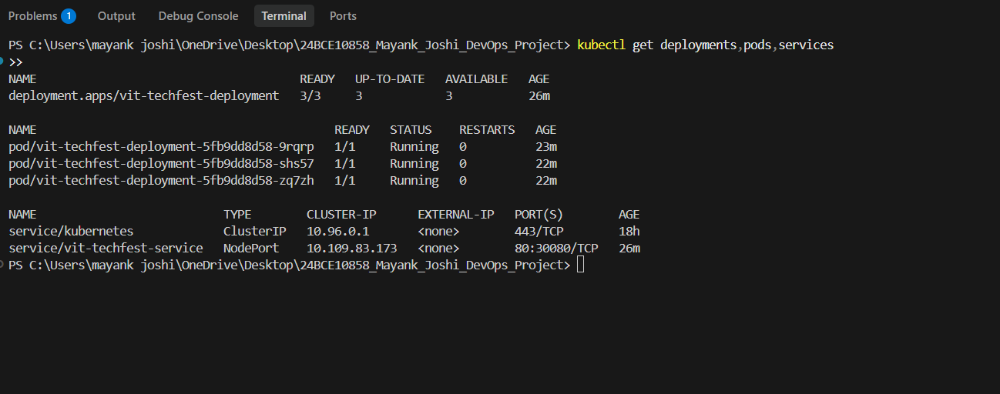 Problems 1 Output Debug Console Terminal Ports
PS C:\Users\mayank joshi\OneDrive\Desktop\24BCE10858_Mayank_Joshi_DevOps_Project> kubectl get deployments,pods,services
>>
NAME READY UP-TO-DATE AVAILABLE AGE
deployment.apps/vit-techfest-deployment 3/3 3 3 26m
NAME READY STATUS RESTARTS AGE
pod/vit-techfest-deployment-5fb9dd8d58-9rqrp 1/1 Running 0 23m
pod/vit-techfest-deployment-5fb9dd8d58-shs57 1/1 Running 0 22m
pod/vit-techfest-deployment-5fb9dd8d58-zq7zh 1/1 Running 0 22m
NAME TYPE CLUSTER-IP EXTERNAL-IP PORT(S) AGE
service/kubernetes ClusterIP 10.96.0.1 <none> 443/TCP 18h
service/vit-techfest-service NodePort 10.109.83.173 <none> 80:30080/TCP 26m
PS C:\Users\mayank joshi\OneDrive\Desktop\24BCE10858_Mayank_Joshi_DevOps_Project>